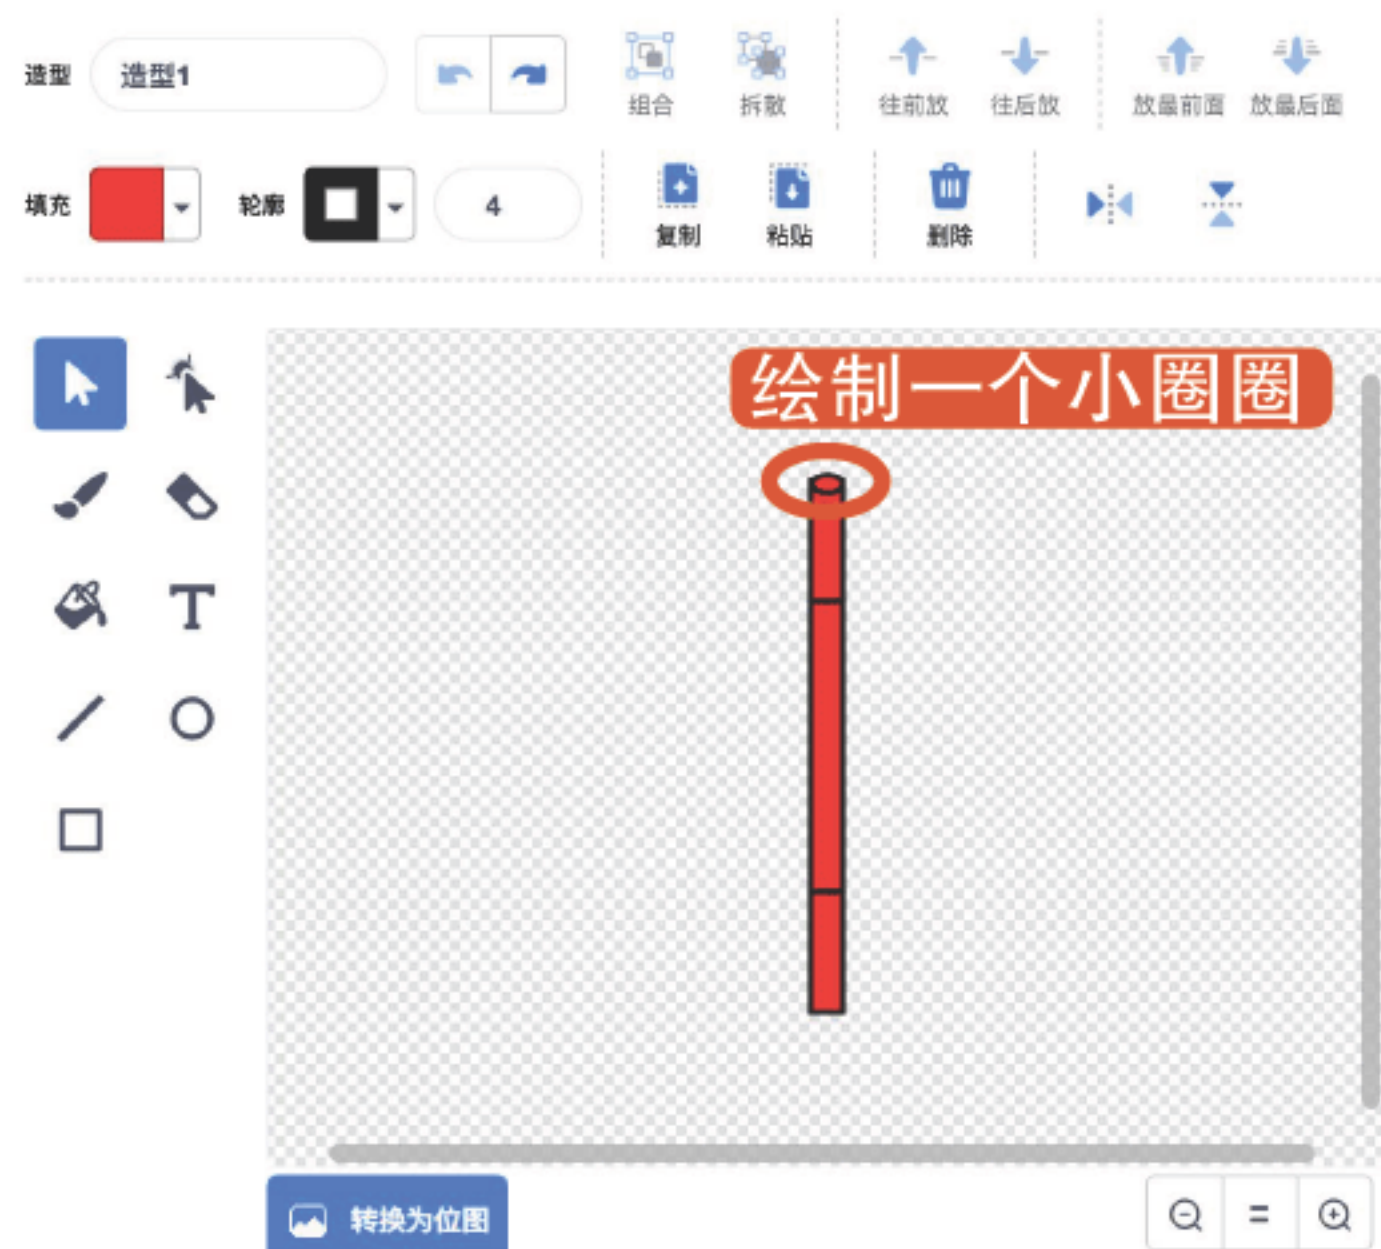 造型 造型1
组合 拆散 往前放 往后放 放最前面 放最后面
填充 轮廓 4 复制 粘贴 删除
绘制一个小圈圈
转换为位图